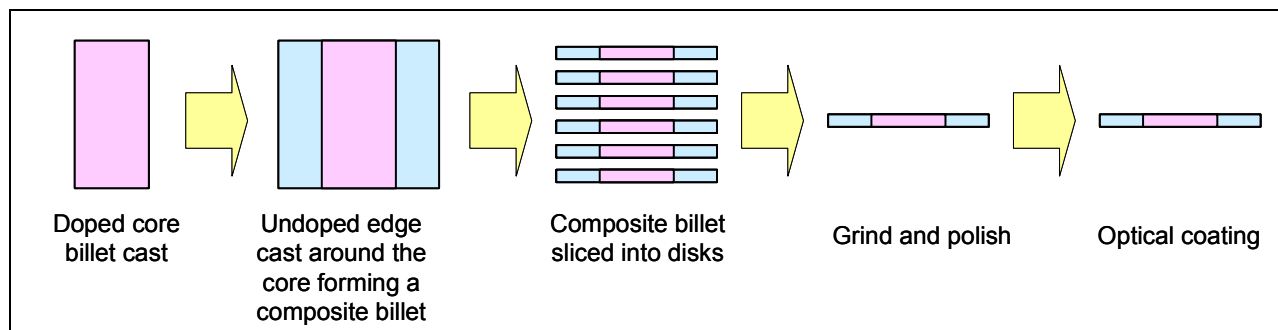 Doped core
billet cast
Undoped edge
cast around the
core forming a
composite billet
Composite billet
sliced into disks
Grind and polish
Optical coating